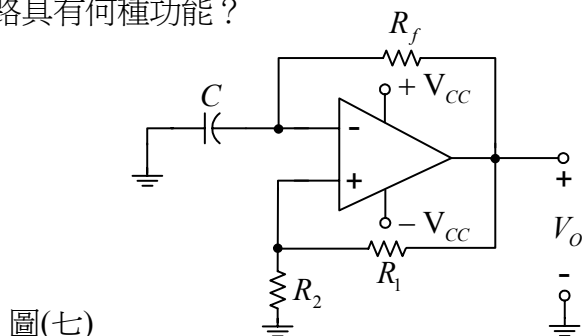 路具有何種功能？
R_f
+ V_CC
C
-
+
+
− V_CC
V_O
R_1
R_2
-
圖(七)